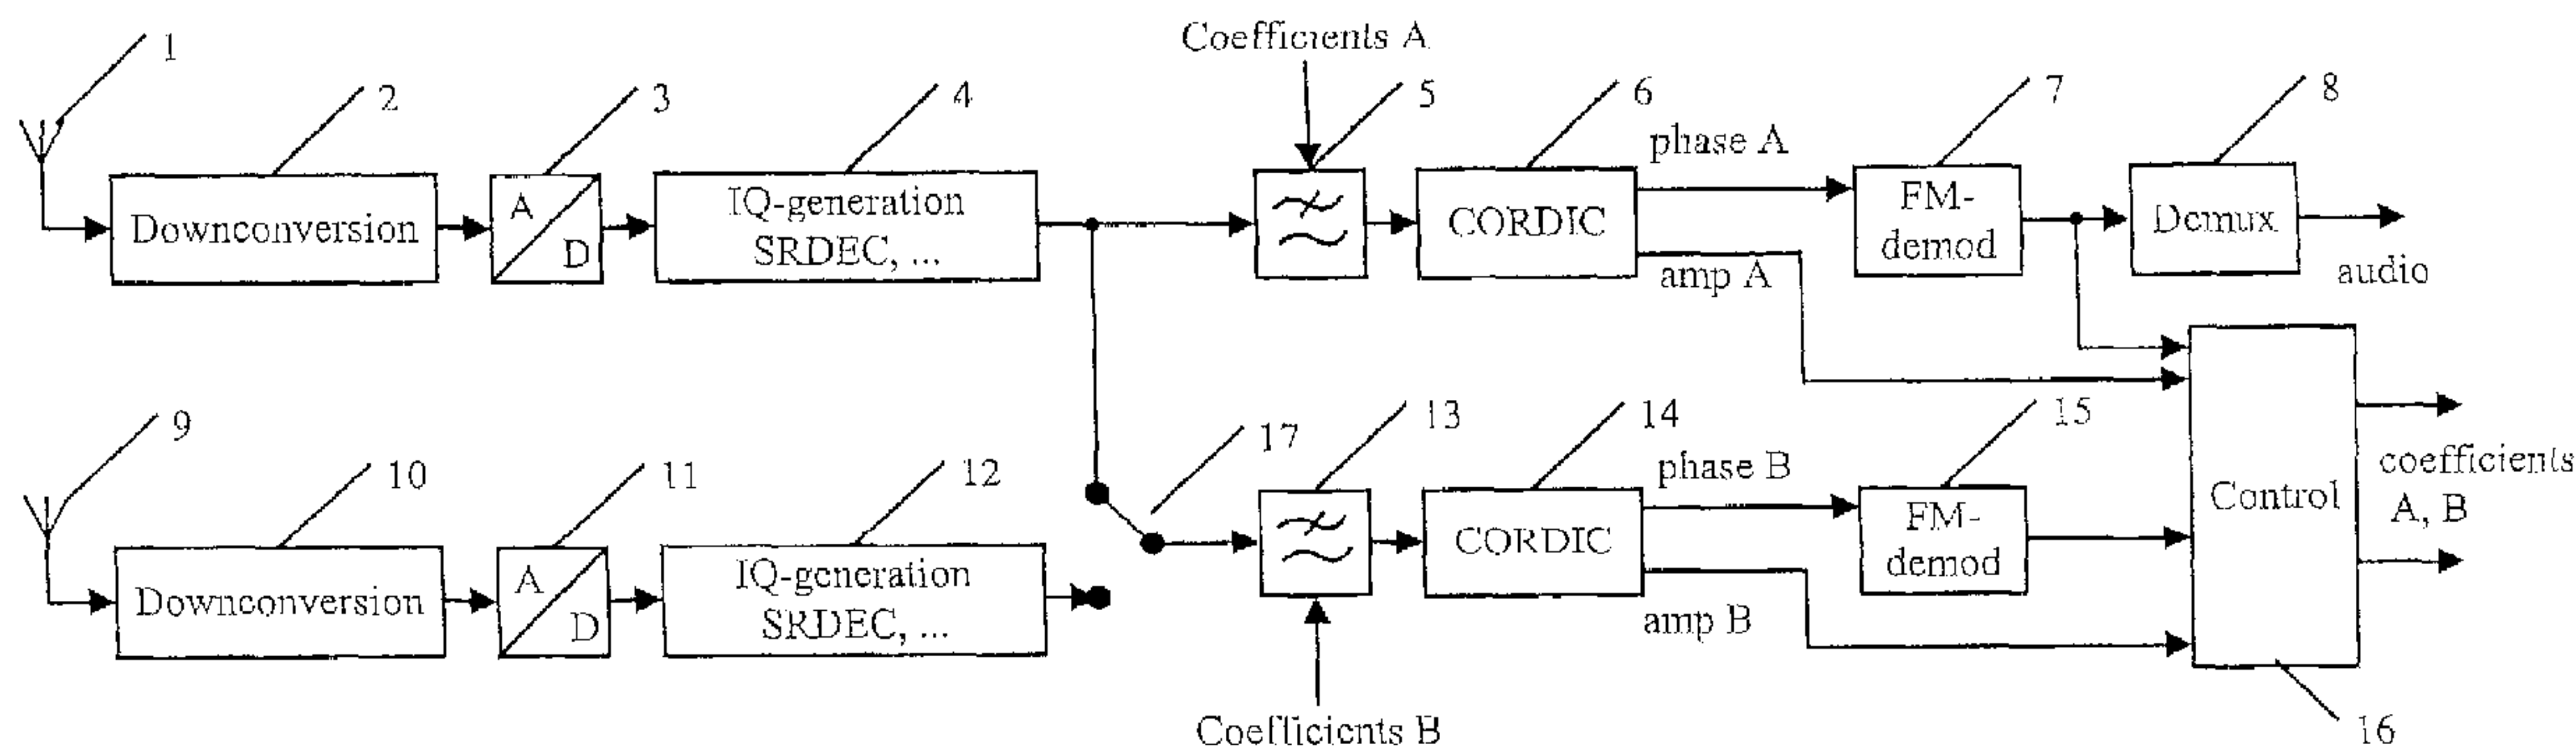 Coefficients A
1
2
3
4
5
6
7
8
phase A
Downconversion
A
D
IQ-generation
SRDEC, ...
CORDIC
FM-
demod
Demux
amp A
audio
9
10
11
12
17
13
14
15
phase B
coefficients
A, B
Control
Downconversion
A
D
IQ-generation
SRDEC, ...
CORDIC
FM-
demod
amp B
Coefficients B
16